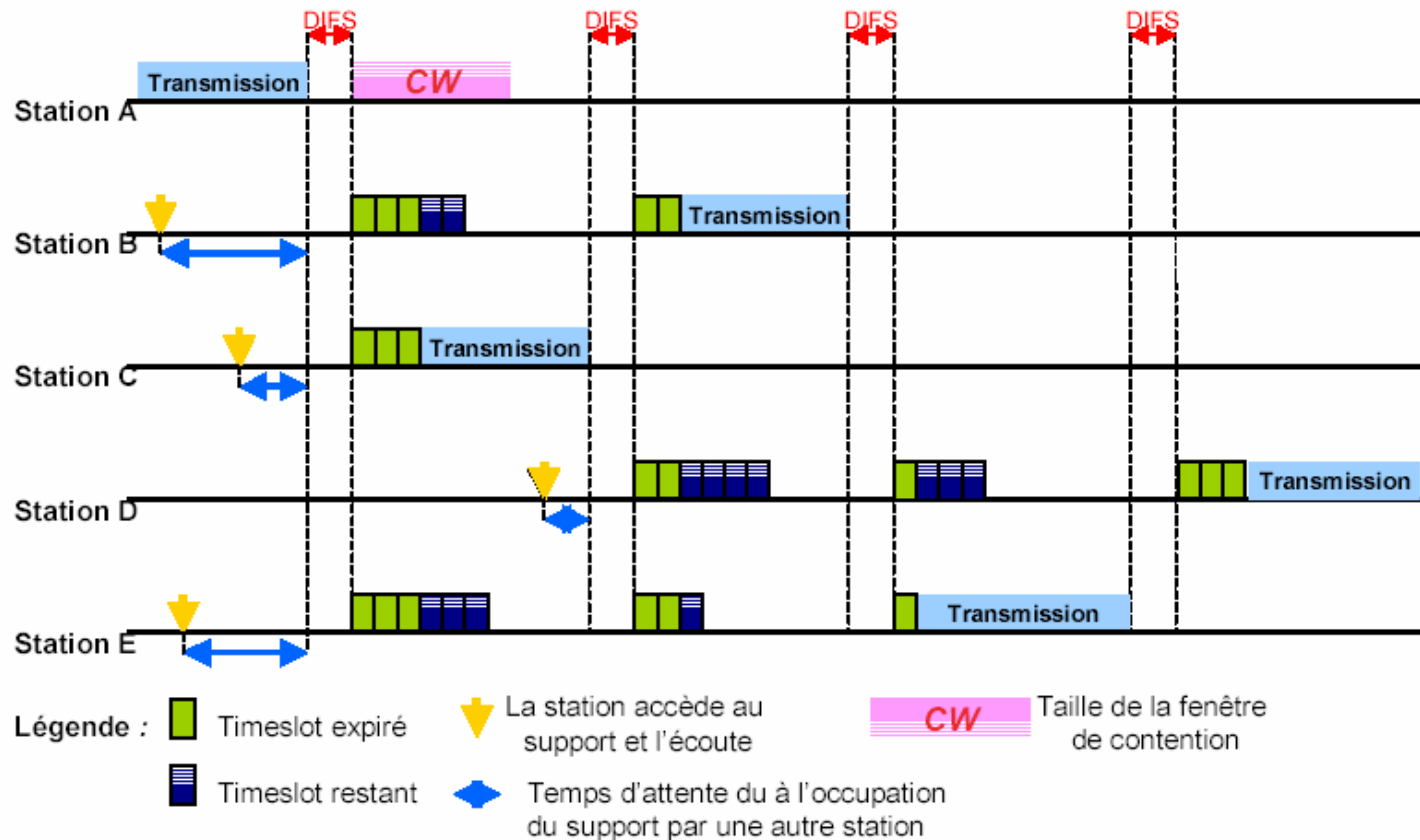 DIFS DIFS DIFS DIFS
Transmission CW
Station A
Transmission
Station B
Transmission
Station C
Transmission
Station D
Transmission
Station E
Légende : Timeslot expiré
La station accède au
support et l'écoute
CW Taille de la fenêtre
de contention
Timeslot restant
Temps d'attente du à l'occupation
du support par une autre station